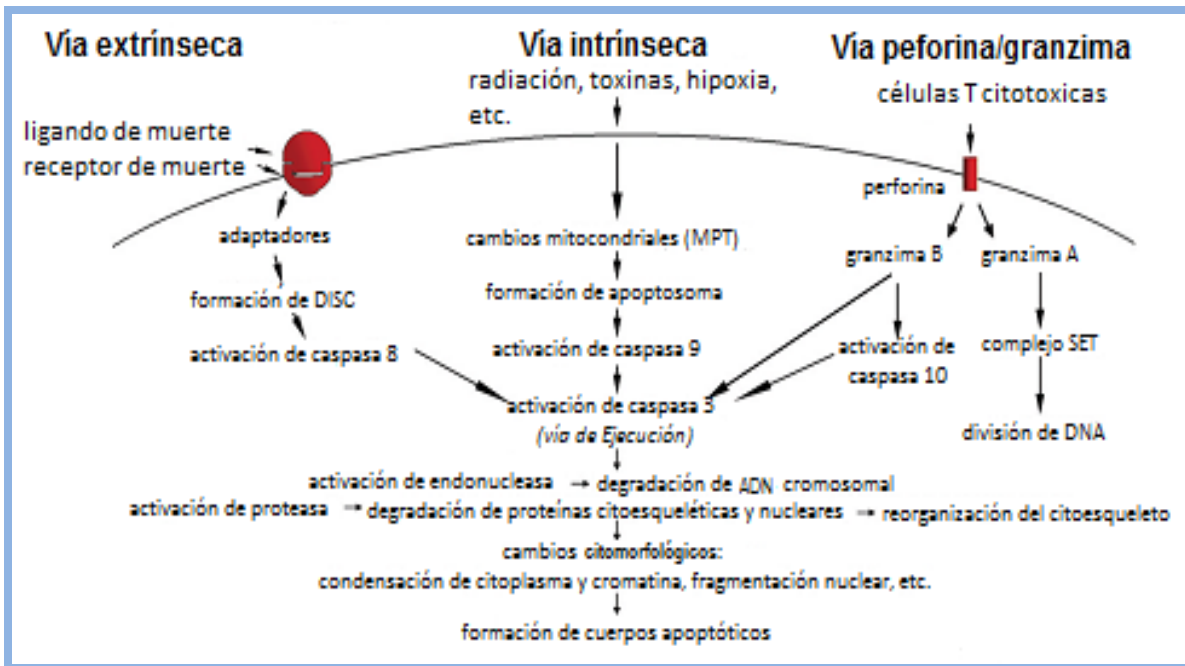 Vía extrínseca
ligando de muerte
receptor de muerte
adaptadores
formación de DISC
activación de caspasa 8
Vía intrínseca
radiación, toxinas, hipoxia,
etc.
cambios mitocondriales (MPT)
formación de apoptosoma
activación de caspasa 9
Vía peforina/granzima
células T citotoxicas
perforina
granzima B
granzima A
activación de
caspasa 10
complejo SET
división de DNA
activación de caspasa 3
(vía de Ejecución)
activación de endonucleasa → degradación de ADN cromosomal
activación de proteasa → degradación de proteínas citoesqueléticas y nucleares → reorganización del citoesqueleto
cambios citomorfológicos:
condensación de citoplasma y cromatina, fragmentación nuclear, etc.
formación de cuerpos apoptóticos